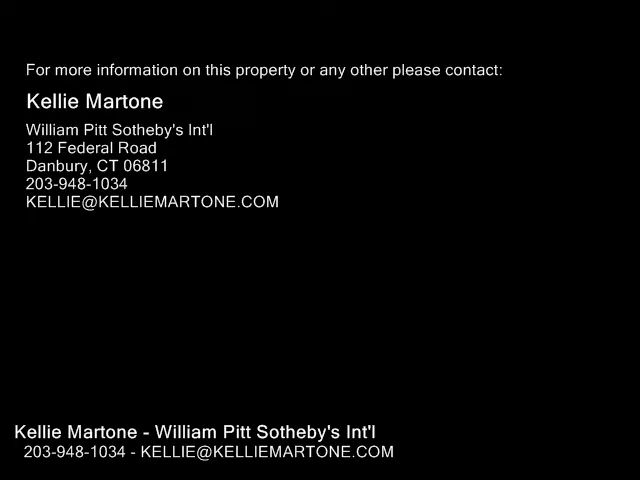 For more information on this property or any other please contact:
Kellie Martone
William Pitt Sotheby's Int'l
112 Federal Road
Danbury, CT 06811
203-948-1034
KELLIE@KELLIEMARTONE.COM
Kellie Martone - William Pitt Sotheby's Int'l
203-948-1034 - KELLIE@KELLIEMARTONE.COM